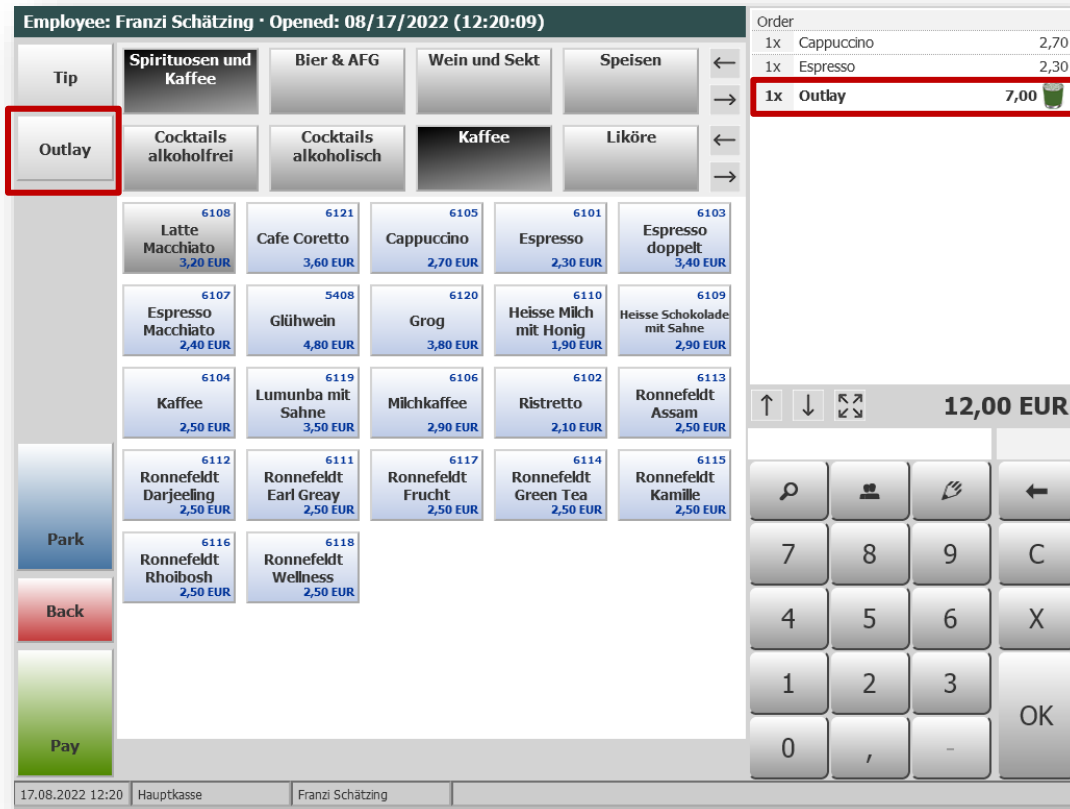 Employee: Franzi Schätzing · Opened: 08/17/2022 (12:20:09)
Tip
Outlay
Spirituosen und
Kaffee
Bier & AFG
Wein und Sekt
Speisen
Cocktails
alkoholfrei
Cocktails
alkoholisch
Kaffee
Liköre
6108
Latte
Macchiato
3,20 EUR
6121
Cafe Coretto
3,60 EUR
6105
Cappuccino
2,70 EUR
6101
Espresso
2,30 EUR
6103
Espresso
doppelt
3,40 EUR
6107
Espresso
Macchiato
2,40 EUR
5408
Glühwein
4,80 EUR
6120
Grog
3,80 EUR
6110
Heisse Milch
mit Honig
1,90 EUR
6109
Heisse Schokolade
mit Sahne
2,90 EUR
6104
Kaffee
2,50 EUR
6119
Lumunba mit
Sahne
3,50 EUR
6106
Milchkaffee
2,90 EUR
6102
Ristretto
2,10 EUR
6113
Ronnefeldt
Assam
2,50 EUR
6112
Ronnefeldt
Darjeeling
2,50 EUR
6111
Ronnefeldt
Earl Greay
2,50 EUR
6117
Ronnefeldt
Frucht
2,50 EUR
6114
Ronnefeldt
Green Tea
2,50 EUR
6115
Ronnefeldt
Kamille
2,50 EUR
6116
Ronnefeldt
Rhoibosh
2,50 EUR
6118
Ronnefeldt
Wellness
2,50 EUR
Park
Back
Pay
Order
1x Cappuccino 2,70
1x Espresso 2,30
1x Outlay 7,00
12,00 EUR
7 8 9 C
4 5 6 X
1 2 3
OK
0 , -
17.08.2022 12:20 Hauptkasse Franzi Schätzing